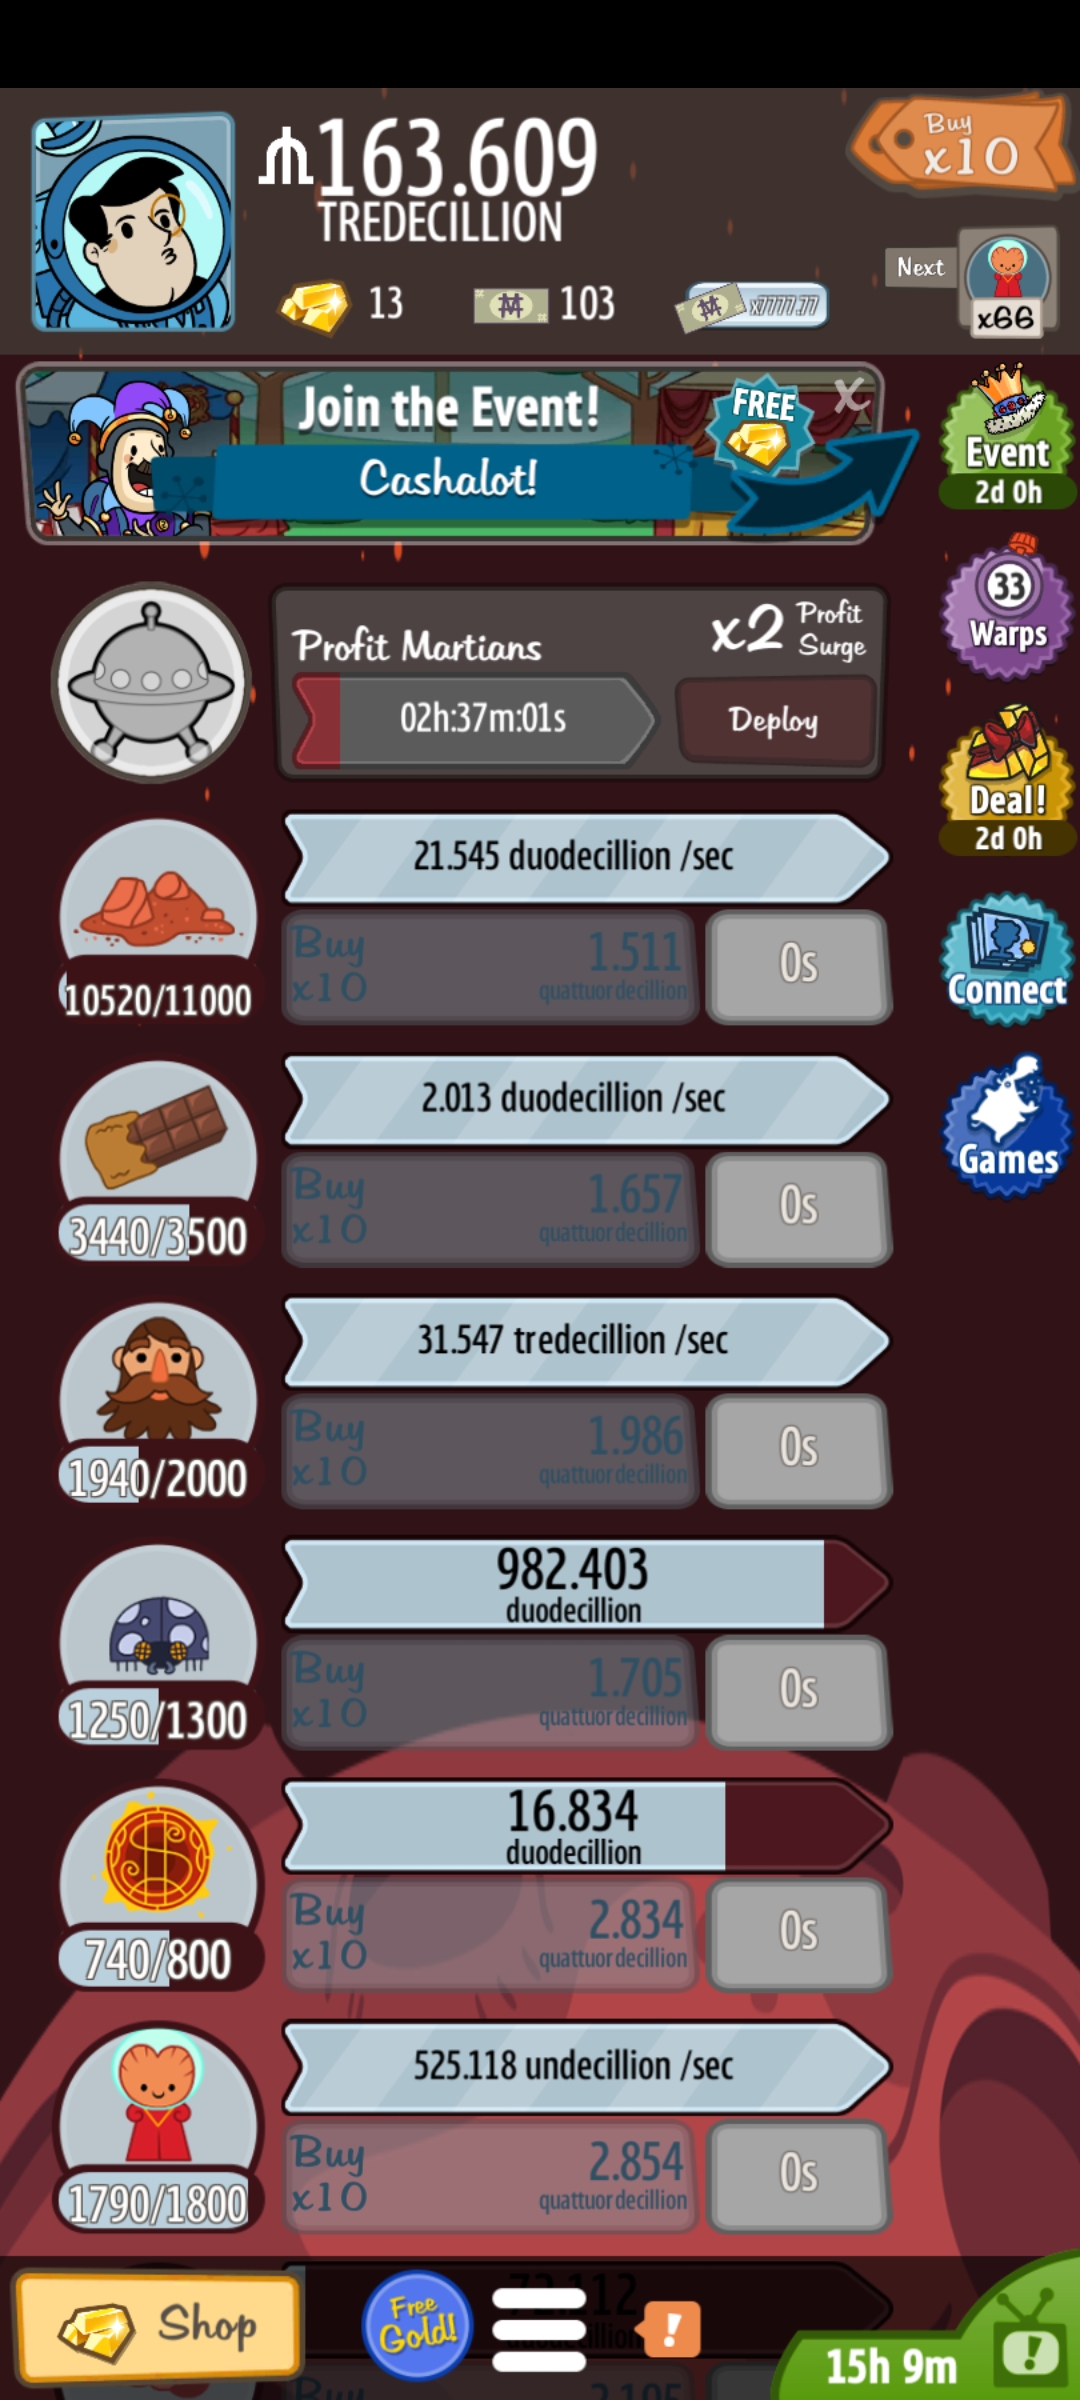 163.609
TREDECILLION
Buy
x10
13
103
x7777.77
Next
x66
Join the Event!
Cashalot!
FREE
X
Event
2d 0h
33
Warps
Deal!
2d 0h
Connect
Games
Profit Martians
x2 Profit
Surge
02h:37m:01s
Deploy
21.545 duodecillion /sec
10520/11000
Buy
x10
1.511
quattuordecillion
0s
2.013 duodecillion /sec
3440/3500
Buy
x10
1.657
quattuordecillion
0s
31.547 tredecillion /sec
1940/2000
Buy
x10
1.986
quattuordecillion
0s
982.403
duodecillion
1250/1300
Buy
x10
1.705
quattuordecillion
0s
16.834
duodecillion
740/800
Buy
x10
2.834
quattuordecillion
0s
525.118 undecillion /sec
1790/1800
Buy
x10
2.854
quattuordecillion
0s
Shop
Free
Gold!
!
15h 9m
!